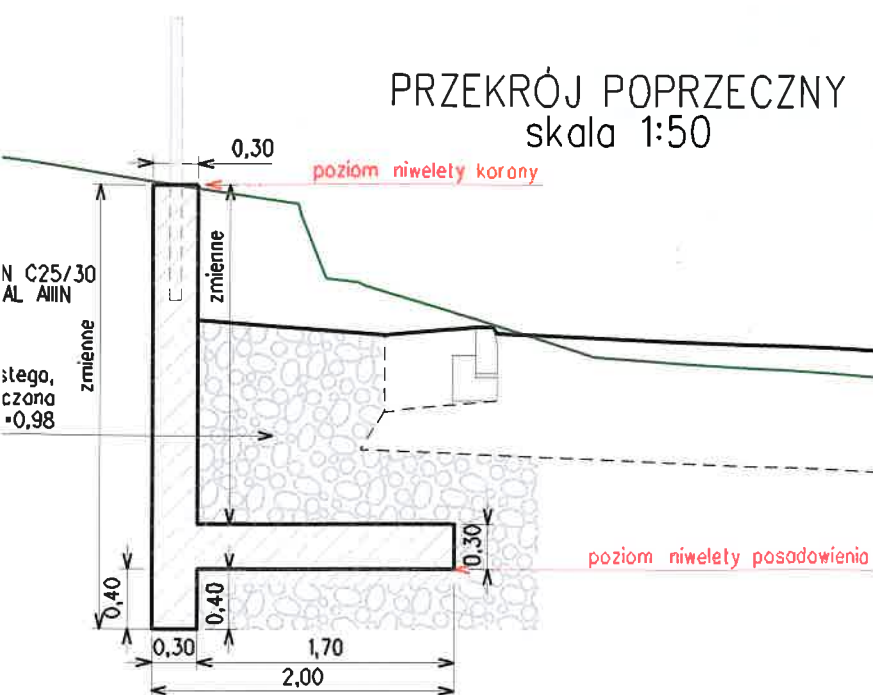 PRZEKRÓJ POPRZECZNY
skala 1:50
0,30
poziom niwelety korony
N C25/30
AL AIIIN
zmienne
zmienne
stego,
czona
=0,98
0,30
poziom niwelety posadowienia
0,40
0,40
0,30
1,70
2,00